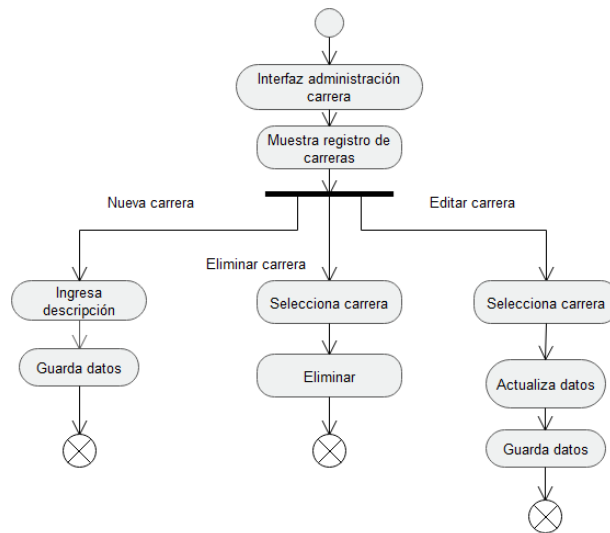 Interfaz administración
carrera
Muestra registro de
carreras
Nueva carrera
Editar carrera
Eliminar carrera
Ingresa
descripción
Selecciona carrera
Selecciona carrera
Guarda datos
Eliminar
Actualiza datos
Guarda datos